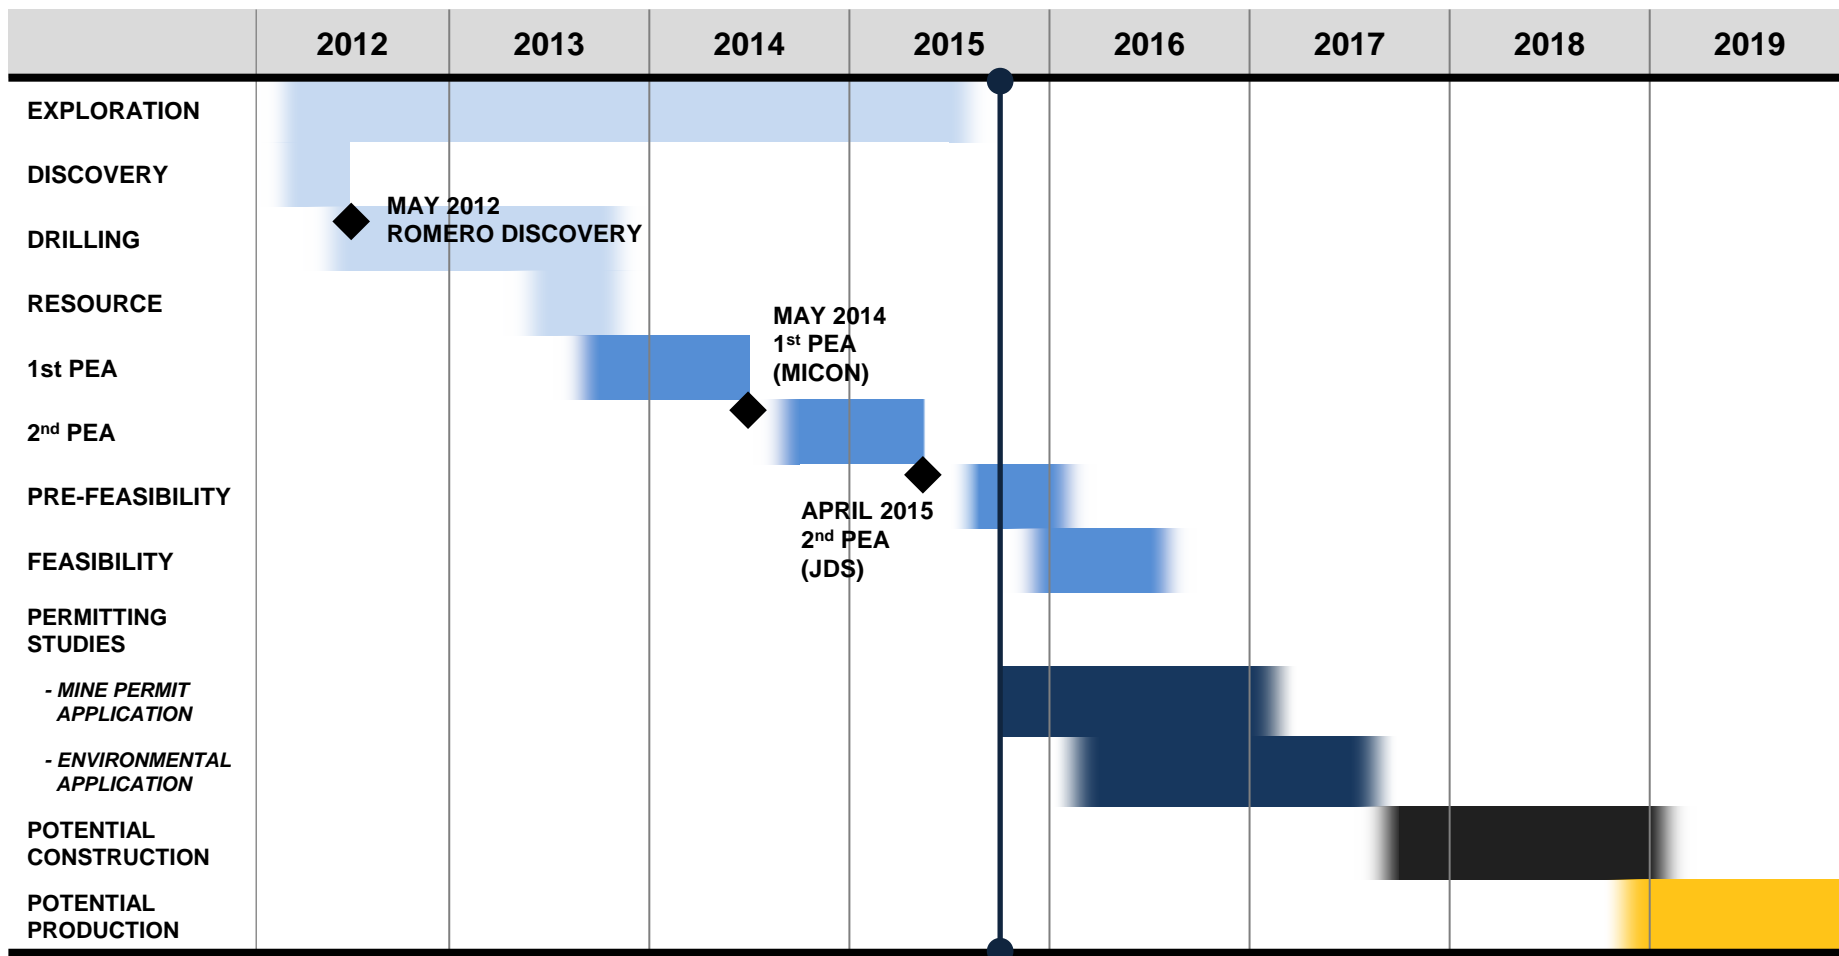 2012 2013 2014 2015 2016 2017 2018 2019
EXPLORATION
DISCOVERY
MAY 2012
ROMERO DISCOVERY
DRILLING
RESOURCE
MAY 2014
1st PEA
(MICON)
1st PEA
2nd PEA
PRE-FEASIBILITY
APRIL 2015
2nd PEA
(JDS)
FEASIBILITY
PERMITTING
STUDIES
- MINE PERMIT
APPLICATION
- ENVIRONMENTAL
APPLICATION
POTENTIAL
CONSTRUCTION
POTENTIAL
PRODUCTION